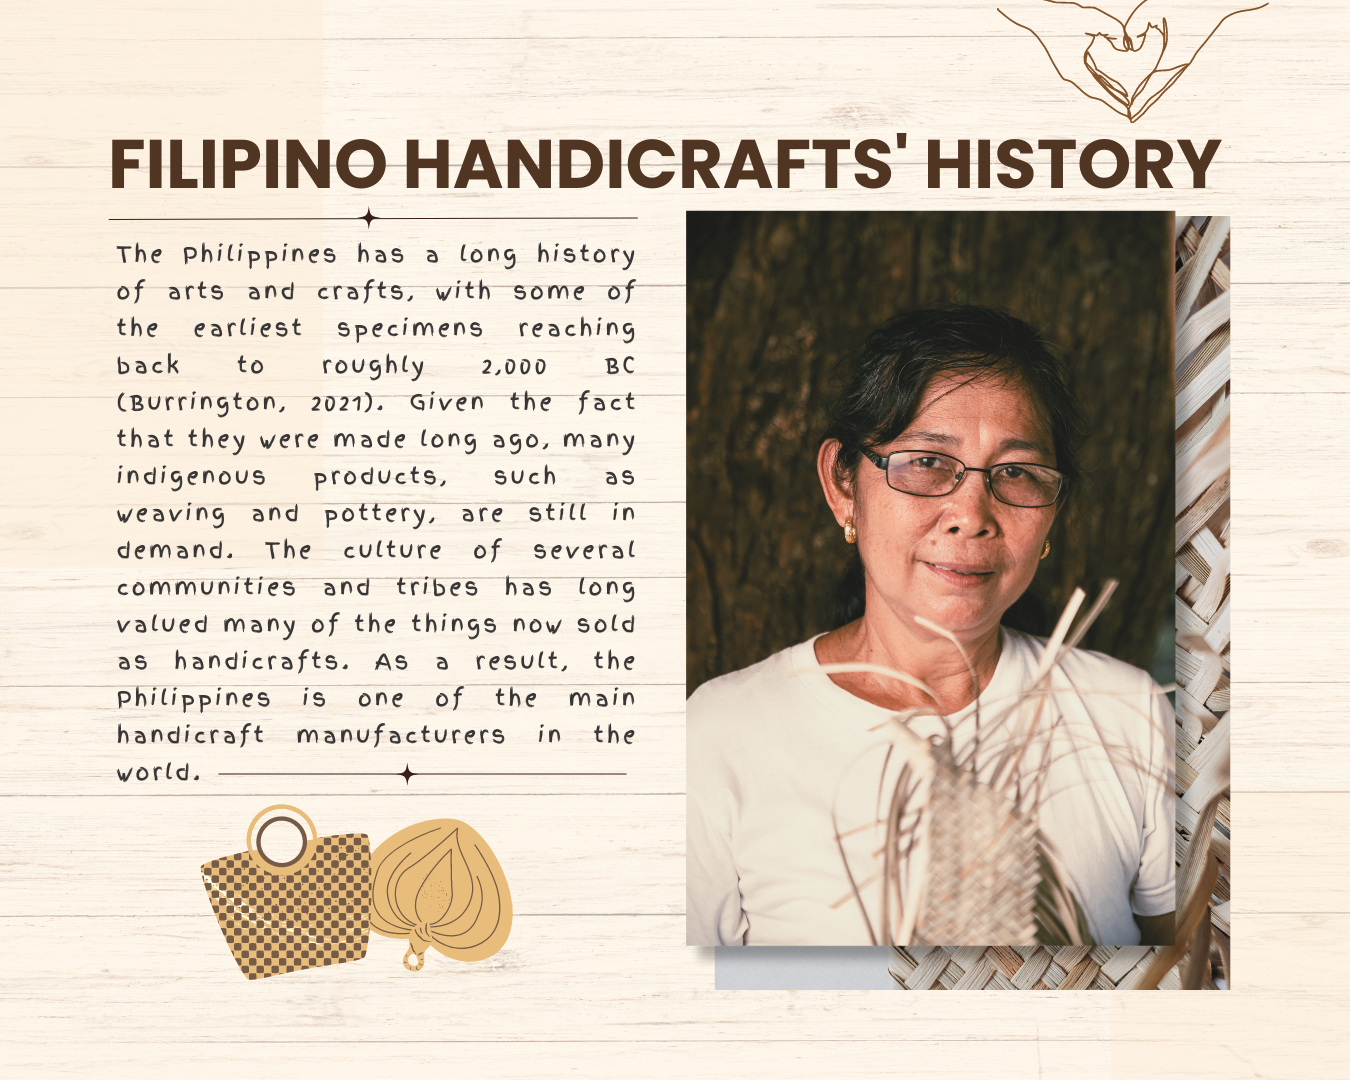 FILIPINO HANDICRAFTS' HISTORY
The Philippines has a long history
of arts and crafts, with some of
the earliest specimens reaching
back to roughly 2,000 BC
(Burrington, 2021). Given the fact
that they were made long ago, many
indigenous products, such as
weaving and pottery, are still in
demand. The culture of several
communities and tribes has long
valued many of the things now sold
as handicrafts. As a result, the
Philippines is one of the main
handicraft manufacturers in the
world.